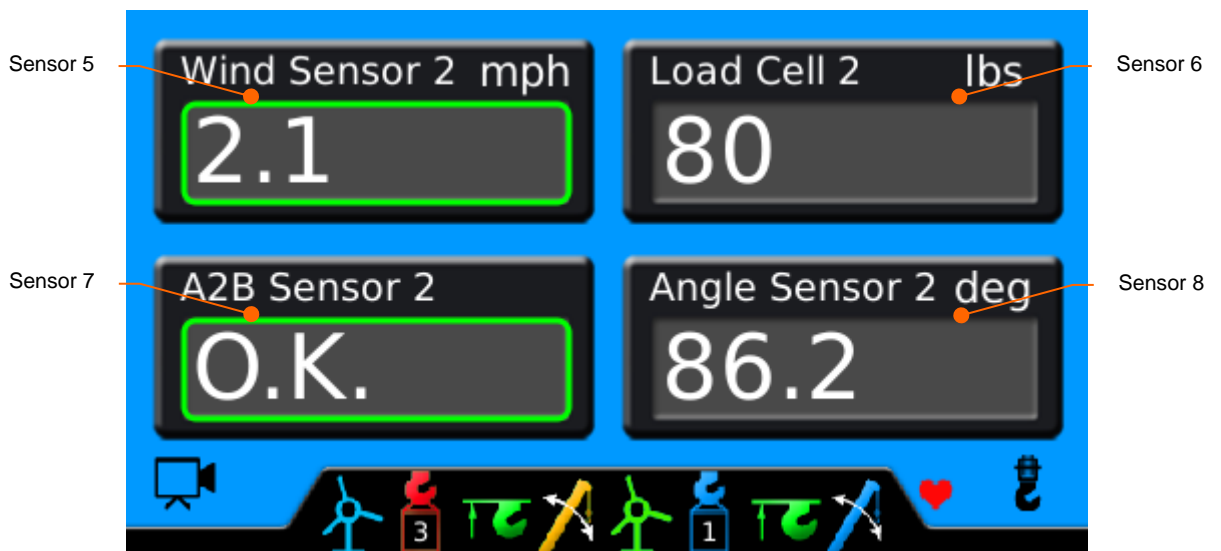 Sensor 5
Wind Sensor 2 mph
2.1
Load Cell 2 lbs
80
Sensor 6
Sensor 7
A2B Sensor 2
O.K.
Angle Sensor 2 deg
86.2
Sensor 8
3
1